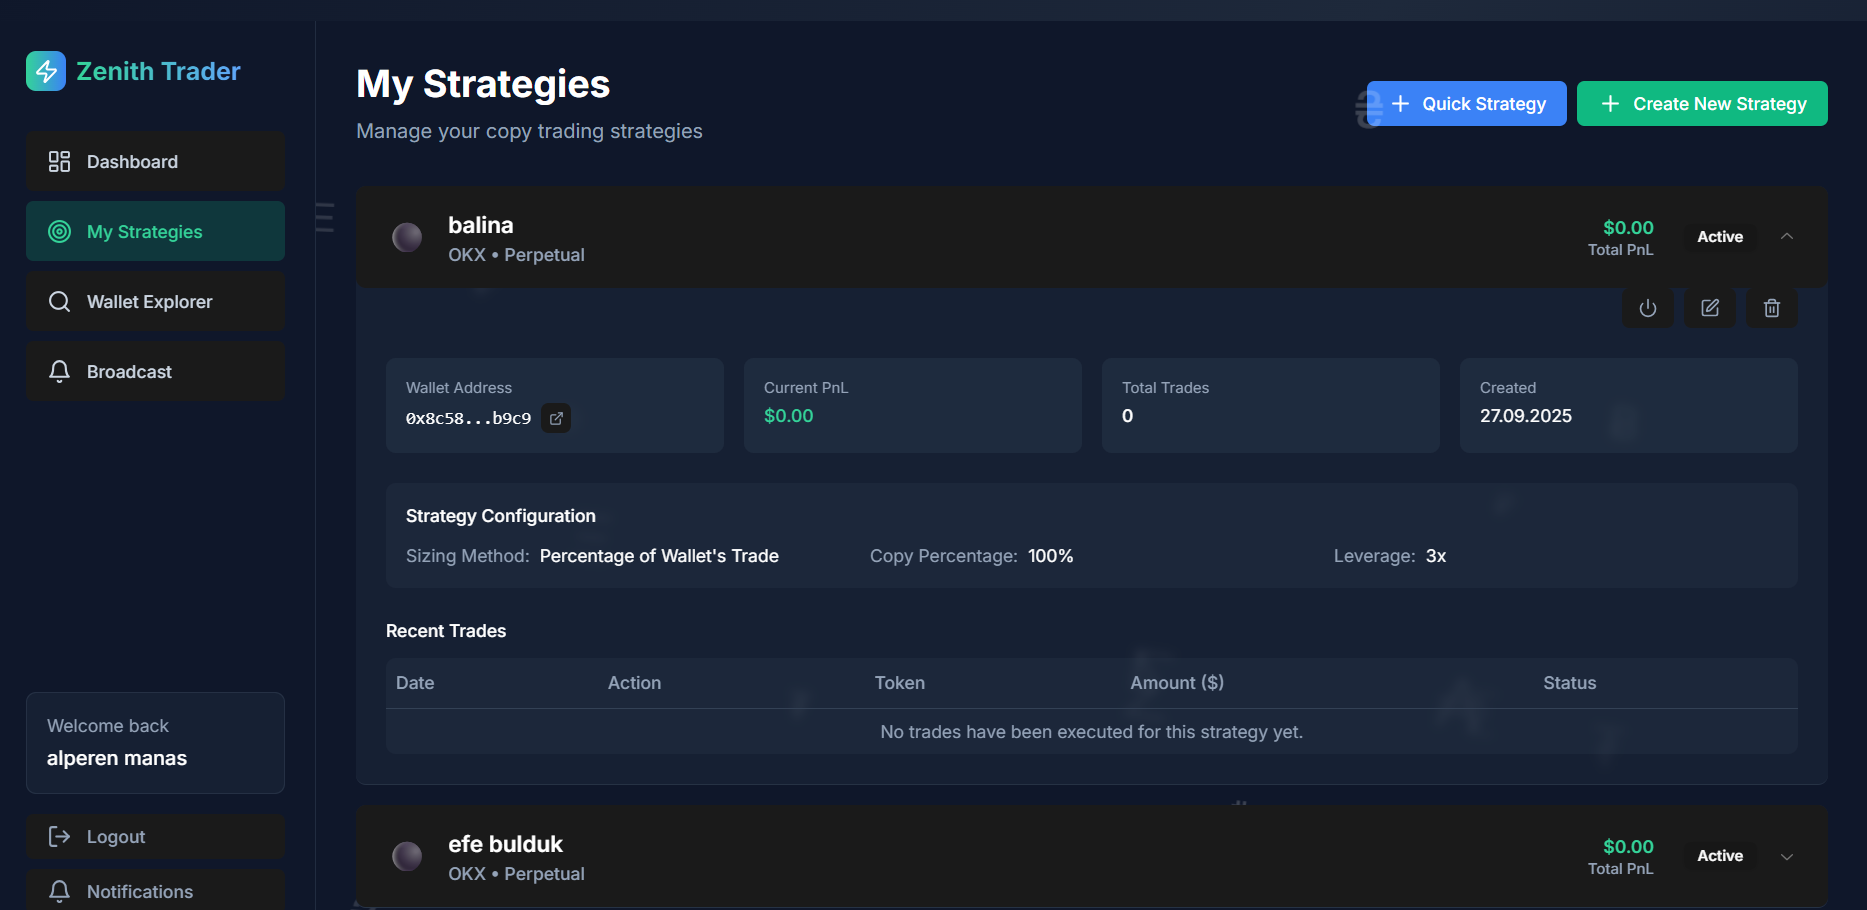 Zenith Trader
Dashboard
My Strategies
Wallet Explorer
Broadcast
Welcome back
alperen manas
Logout
Notifications
My Strategies
Manage your copy trading strategies
₴
Quick Strategy
Create New Strategy
balina
OKX • Perpetual
$0.00
Total PnL
Active
Wallet Address
0x8c58...b9c9
Current PnL
$0.00
Total Trades
0
Created
27.09.2025
Strategy Configuration
Sizing Method: Percentage of Wallet's Trade
Copy Percentage: 100%
Leverage: 3x
Recent Trades
Date Action Token Amount ($) Status
No trades have been executed for this strategy yet.
efe bulduk
OKX • Perpetual
$0.00
Total PnL
Active